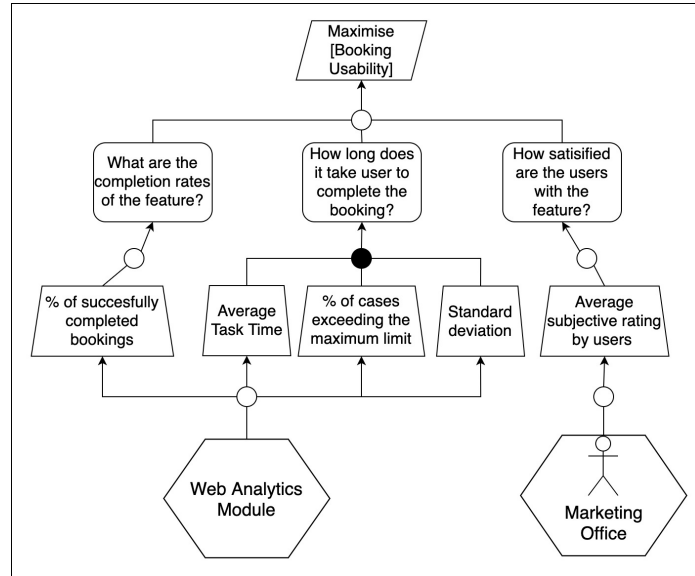 Maximise
[Booking
Usability]
What are the
completion rates
of the feature?
How long does
it take user to
complete the
booking?
How satisified
are the users
with the
feature?
% of succesfully
completed
bookings
Average
Task Time
% of cases
exceeding the
maximum limit
Standard
deviation
Average
subjective rating
by users
Web Analytics
Module
Marketing
Office